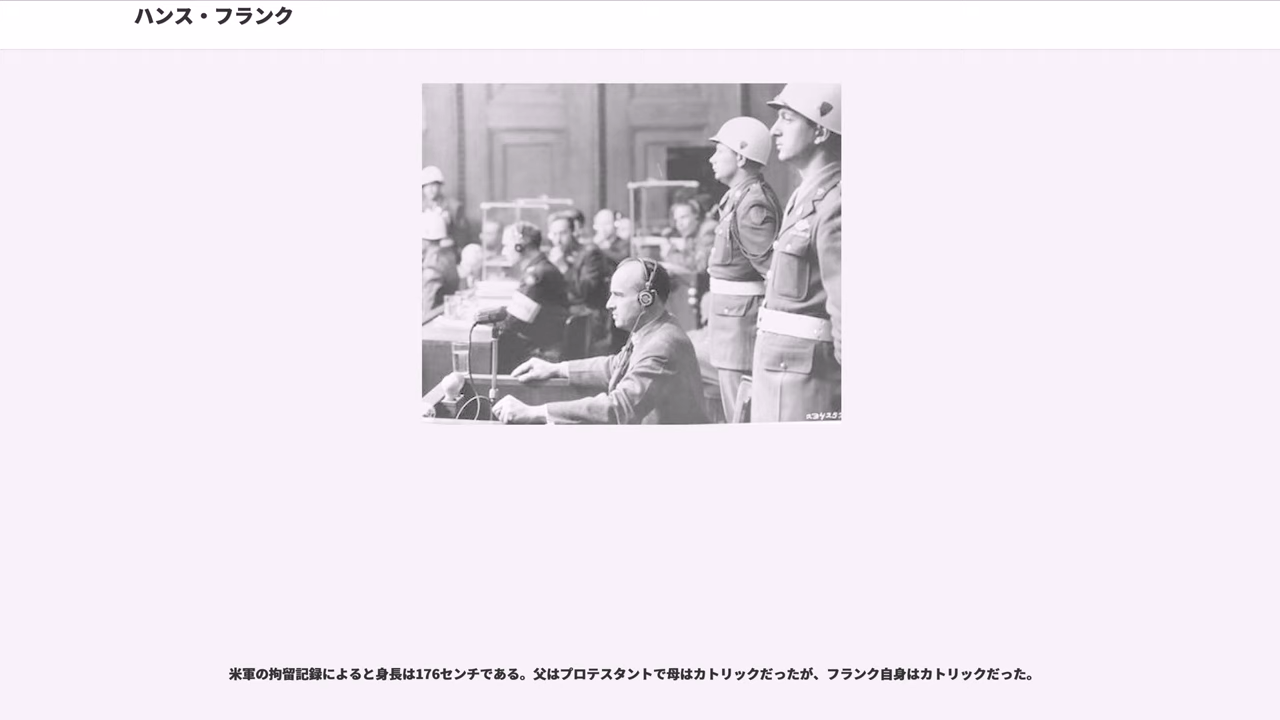 ハンス・フランク
米軍の拘留記録によると身長は176センチである。父はプロテスタントで母はカトリックだったが、フランク自身はカトリックだった。